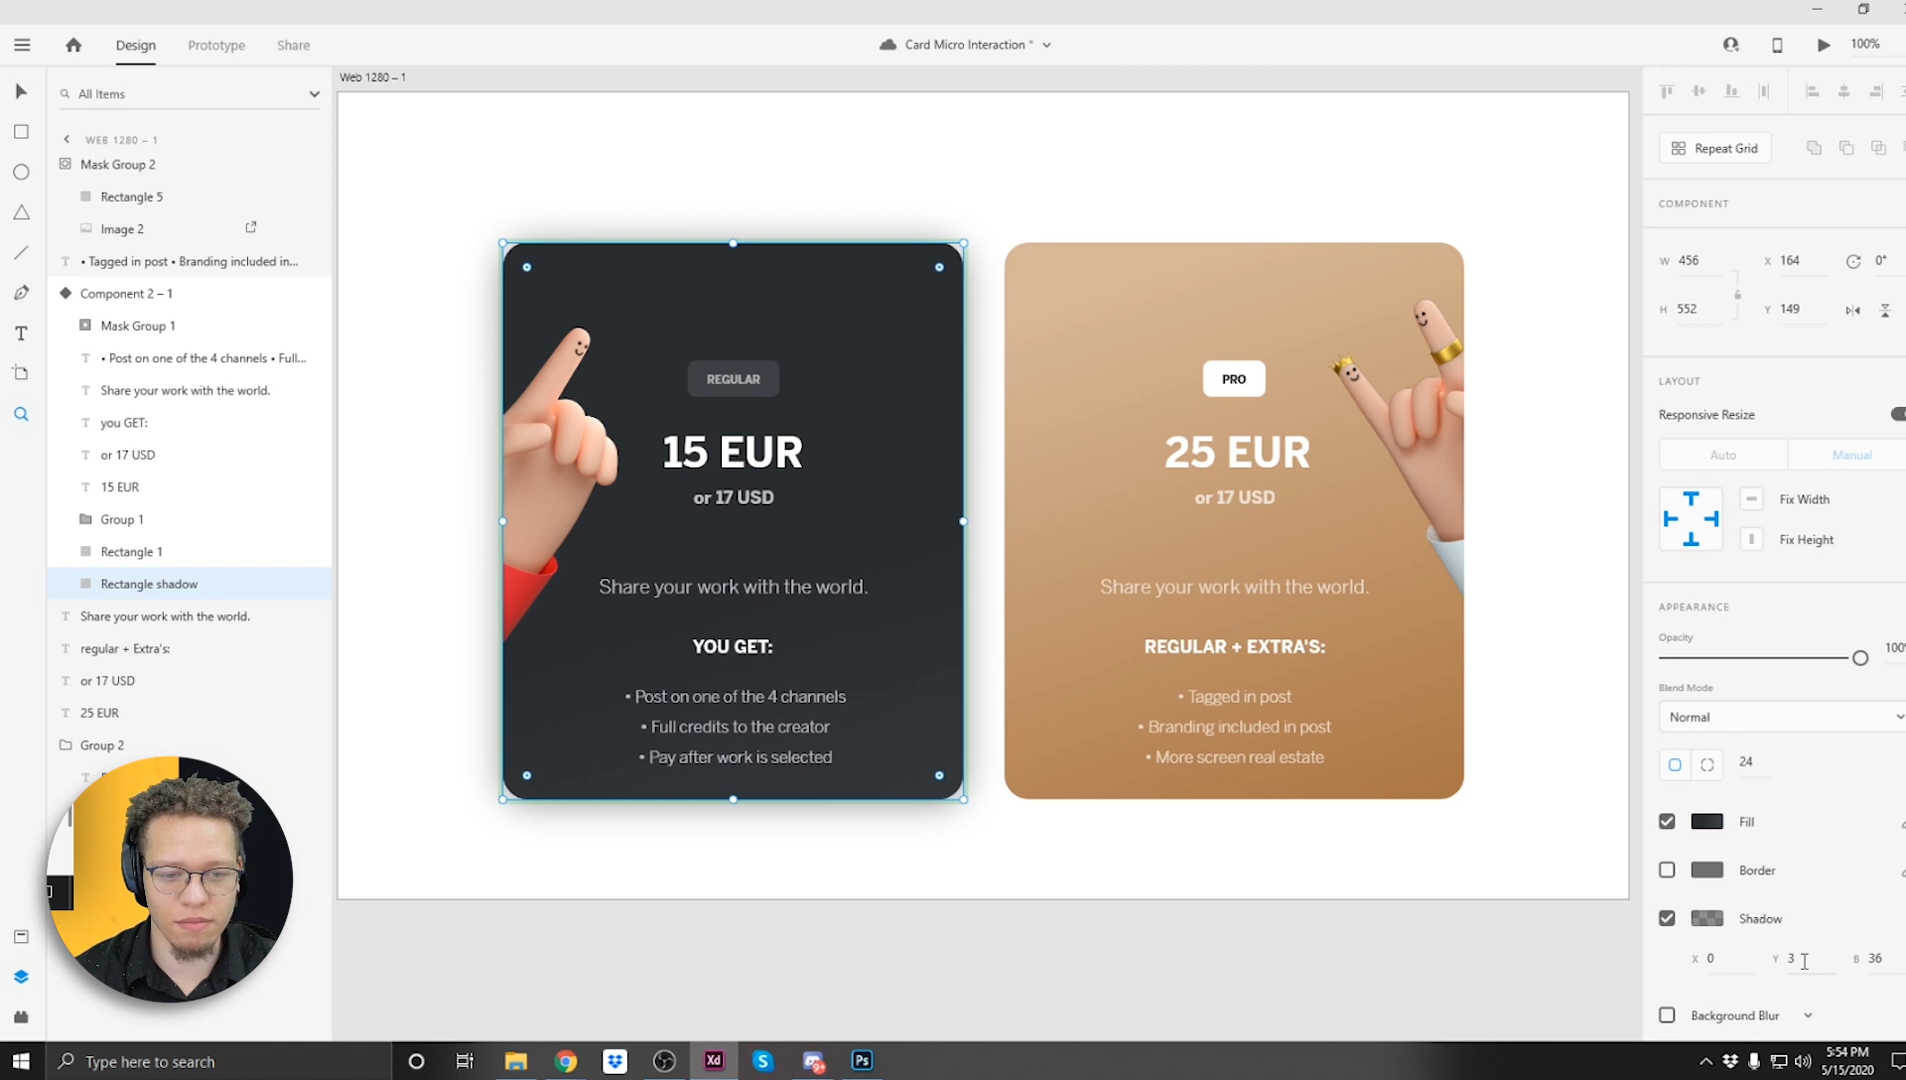 Design
Prototype
Share
Card Micro Interaction *
100%
All Items
Web 1280 – 1
WEB 1280 – 1
Mask Group 2
Rectangle 5
Image 2
• Tagged in post • Branding included in...
Component 2 – 1
Mask Group 1
• Post on one of the 4 channels • Full...
Share your work with the world.
you GET:
or 17 USD
15 EUR
Group 1
Rectangle 1
Rectangle shadow
Share your work with the world.
regular + Extra's:
or 17 USD
25 EUR
Group 2
REGULAR
15 EUR
or 17 USD
Share your work with the world.
YOU GET:
• Post on one of the 4 channels
• Full credits to the creator
• Pay after work is selected
PRO
25 EUR
or 17 USD
Share your work with the world.
REGULAR + EXTRA'S:
• Tagged in post
• Branding included in post
• More screen real estate
Repeat Grid
COMPONENT
W 456
X 164
0°
H 552
Y 149
LAYOUT
Responsive Resize
Auto
Manual
Fix Width
Fix Height
APPEARANCE
Opacity
100%
Blend Mode
Normal
24
Fill
Border
Shadow
X 0
Y 3
B 36
Background Blur
Type here to search
Xd
S
9+
Ps
5:54 PM
5/15/2020